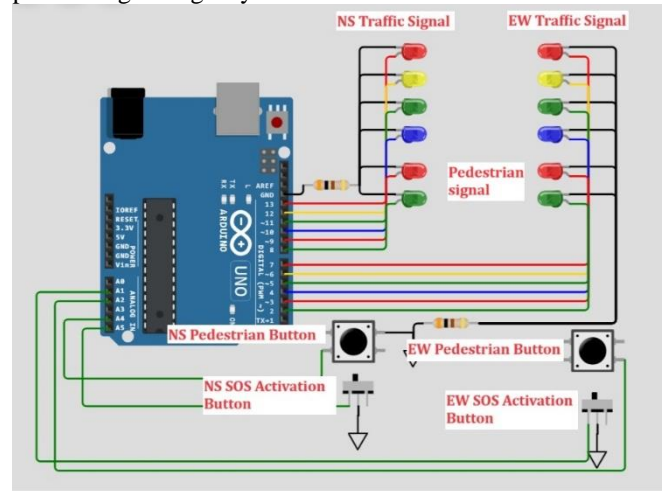 NS Traffic Signal
EW Traffic Signal
Pedestrian
signal
AREF
GND
13
12
~11
~10
~9
8
7
~6
~5
4
~3
2
TX→1
L
TX
RX
ARDUINO
UNO
DIGITAL (PWM ~)
IOREF
RESET
3.3V
5V
GND
GND
Vin
POWER
A0
A1
A2
A3
A4
A5
ANALOG IN
NS Pedestrian Button
EW Pedestrian Button
NS SOS Activation
Button
EW SOS Activation
Button